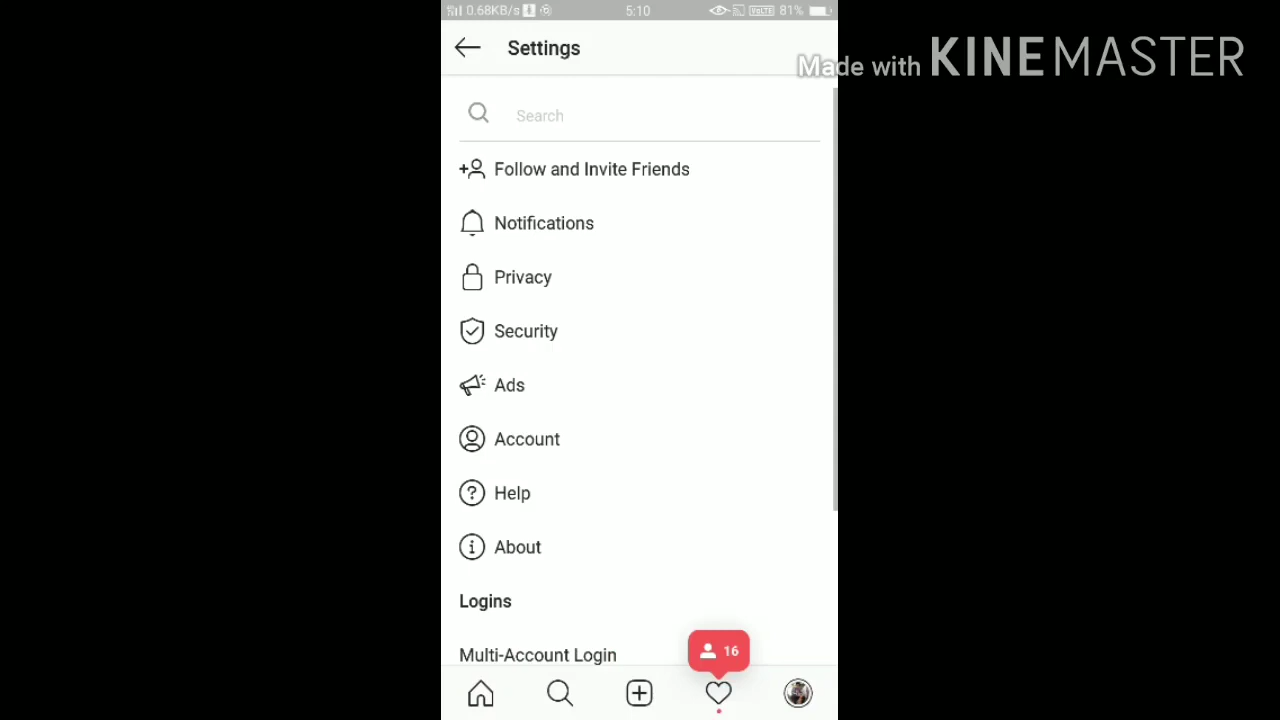 0.68KB/s 5:10 VoLTE 81%
Settings
Made with KINEMASTER
Search
Follow and Invite Friends
Notifications
Privacy
Security
Ads
Account
Help
About
Logins
Multi-Account Login
16